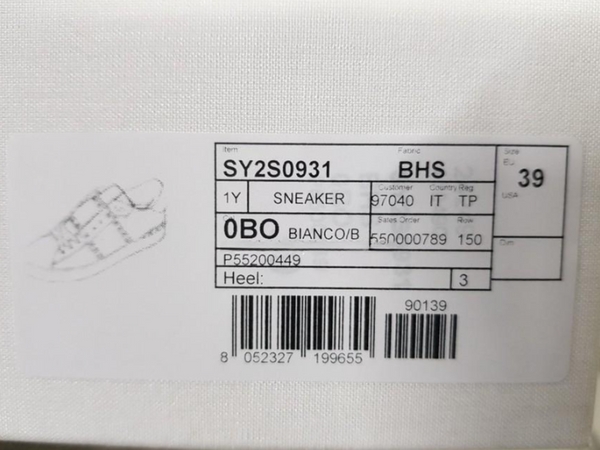 Item Fabric Size
SY2S0931 BHS EU 39
Customer Country Reg
1Y SNEAKER 97040 IT TP USA
Sales Order Row
0BO BIANCO/B 550000789 150
P55200449
Heel: 3
90139
8 052327 199655